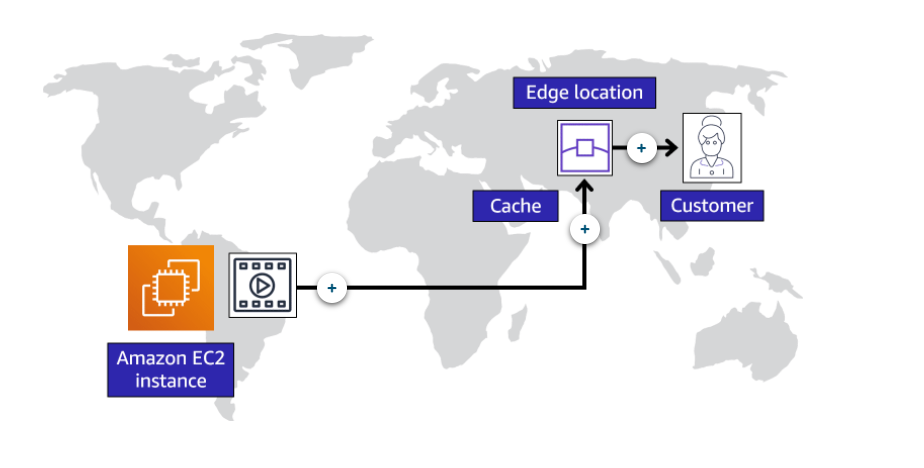 Edge location
Cache
Customer
Amazon EC2
instance